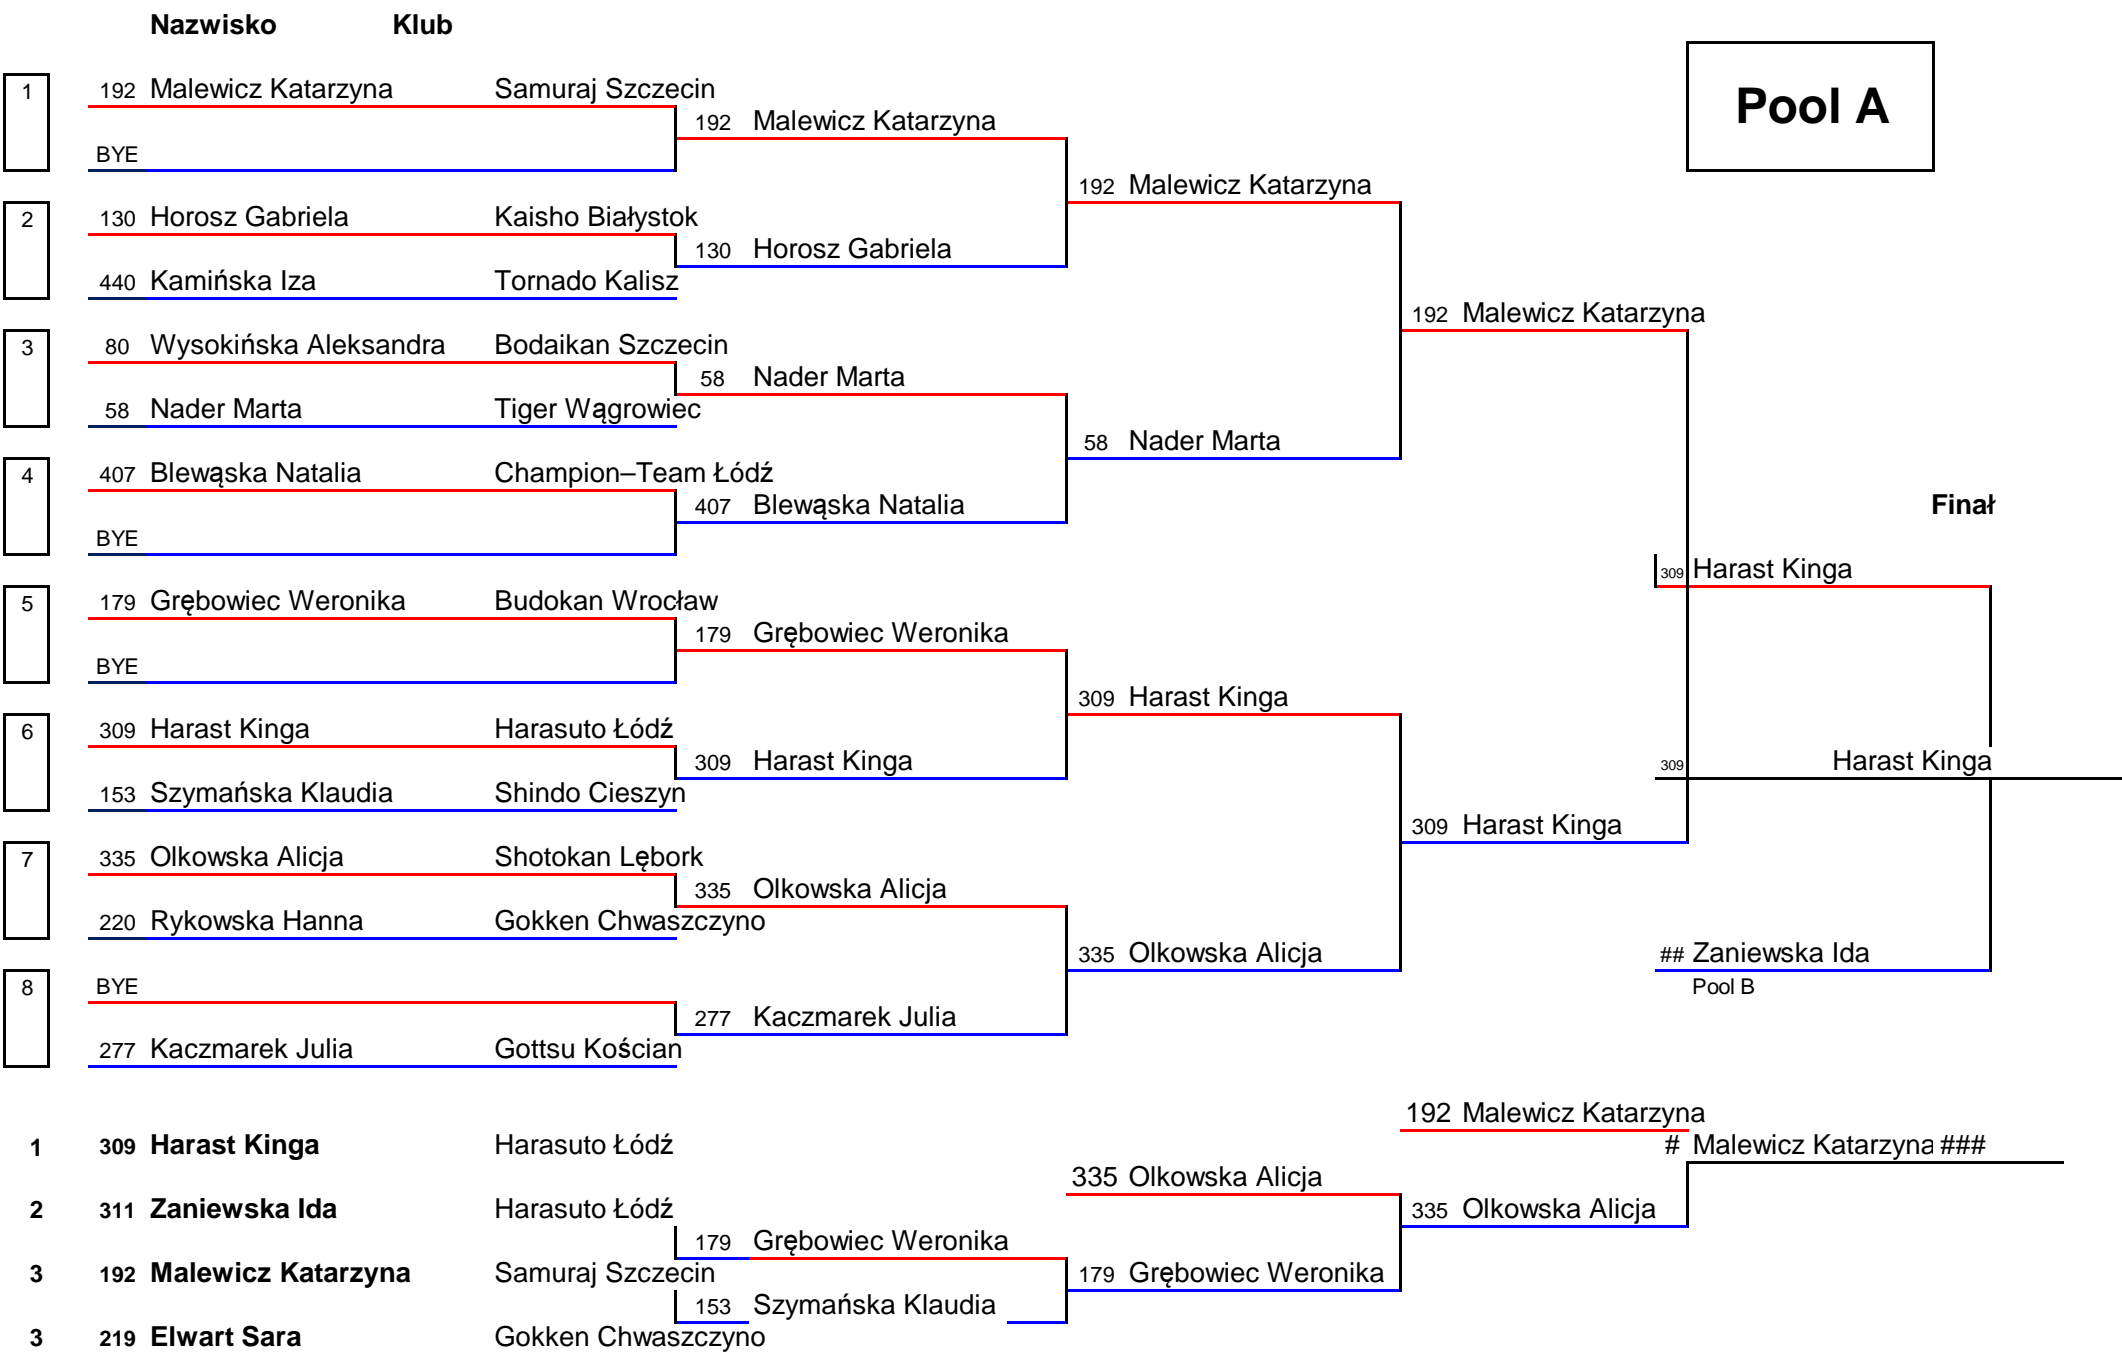 Nazwisko Klub
Pool A
1 192 Malewicz Katarzyna Samuraj Szczecin
192 Malewicz Katarzyna
BYE
192 Malewicz Katarzyna
2 130 Horosz Gabriela Kaisho Białystok
130 Horosz Gabriela
440 Kamińska Iza Tornado Kalisz
192 Malewicz Katarzyna
3 80 Wysokińska Aleksandra Bodaikan Szczecin
58 Nader Marta
58 Nader Marta Tiger Wągrowiec
58 Nader Marta
4 407 Blewąska Natalia Champion–Team Łódź
407 Blewąska Natalia Finał
BYE
309 Harast Kinga
5 179 Grębowiec Weronika Budokan Wrocław
179 Grębowiec Weronika
BYE
309 Harast Kinga
6 309 Harast Kinga Harasuto Łódź
309 Harast Kinga 309 Harast Kinga
153 Szymańska Klaudia Shindo Cieszyn
309 Harast Kinga
7 335 Olkowska Alicja Shotokan Lębork
335 Olkowska Alicja
220 Rykowska Hanna Gokken Chwaszczyno
335 Olkowska Alicja ## Zaniewska Ida
8 BYE Pool B
277 Kaczmarek Julia
277 Kaczmarek Julia Gottsu Kościan
192 Malewicz Katarzyna
1 309 Harast Kinga Harasuto Łódź # Malewicz Katarzyna ###
335 Olkowska Alicja
2 311 Zaniewska Ida Harasuto Łódź 335 Olkowska Alicja
179 Grębowiec Weronika
3 192 Malewicz Katarzyna Samuraj Szczecin 179 Grębowiec Weronika
153 Szymańska Klaudia
3 219 Elwart Sara Gokken Chwaszczyno